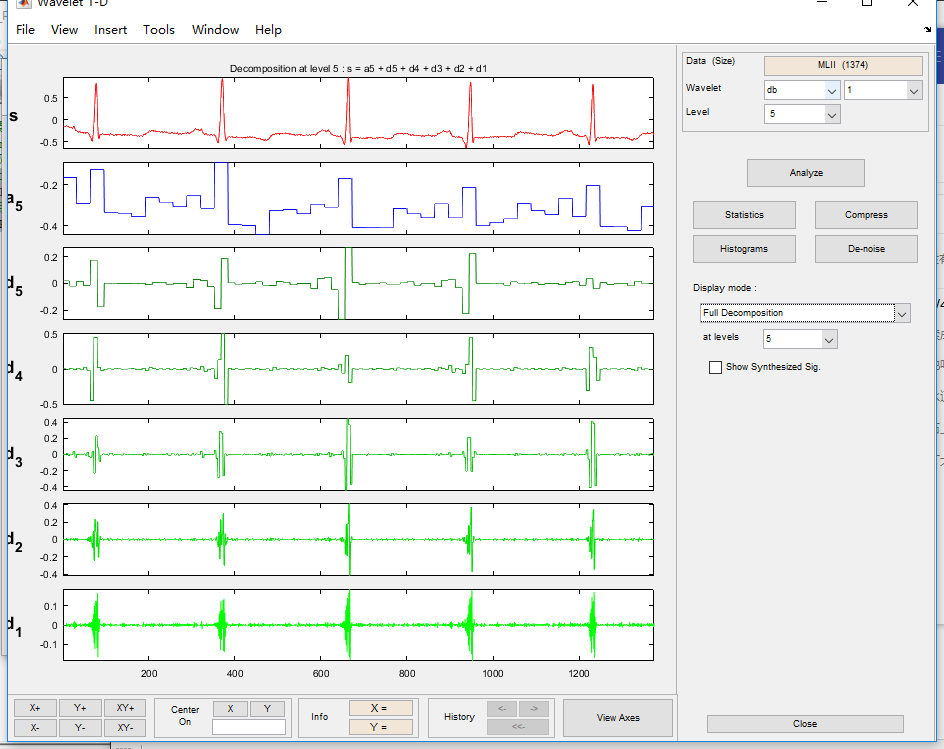 Wavelet 1-D
File View Insert Tools Window Help
Decomposition at level 5 : s = a5 + d5 + d4 + d3 + d2 + d1
s
0.5
0
-0.5
a5
-0.2
-0.4
d5
0.2
0
-0.2
d4
0.5
0
-0.5
d3
0.4
0.2
0
-0.2
-0.4
d2
0.4
0.2
0
-0.2
-0.4
d1
0.1
0
-0.1
200 400 600 800 1000 1200
Data (Size) MLII (1374)
Wavelet db 1
Level 5
Analyze
Statistics Compress
Histograms De-noise
Display mode :
Full Decomposition
at levels 5
Show Synthesized Sig.
X+ Y+ XY+
X- Y- XY-
Center
On
X Y
Info
X =
Y =
History
<- ->
<<-
View Axes
Close